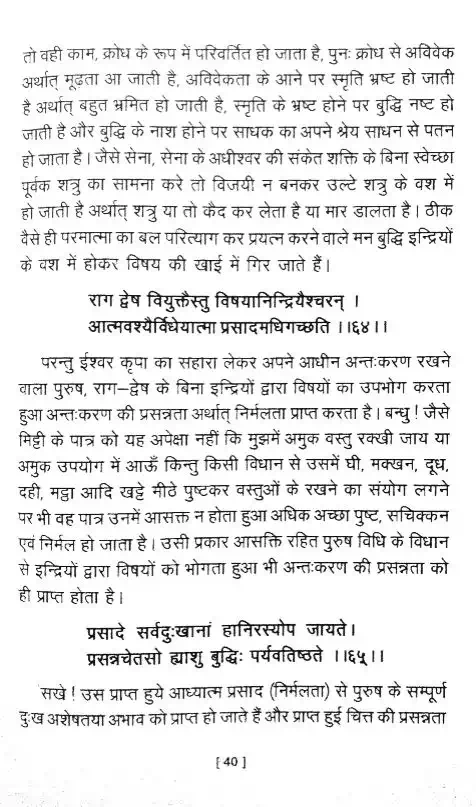 तो वही काम, क्रोध के रूप में परिवर्तित हो जाता है, पुनः क्रोध से अविवेक
अर्थात् मूढ़ता आ जाती है, अविवेकता के आने पर स्मृति भ्रष्ट हो जाती
है अर्थात् बहुत भ्रमित हो जाती है, स्मृति के भ्रष्ट होने पर बुद्धि नष्ट हो
जाती है और बुद्धि के नाश होने पर साधक का अपने श्रेय साधन से पतन
हो जाता है। जैसे सेना, सेना के अधीश्वर की संकेत शक्ति के बिना स्वेच्छा
पूर्वक शत्रु का सामना करे तो विजयी न बनकर उल्टे शत्रु के वश में
हो जाती है अर्थात् शत्रु या तो कैद कर लेता है या मार डालता है। ठीक
वैसे ही परमात्मा का बल परित्याग कर प्रयत्न करने वाले मन बुद्धि इन्द्रियों
के वश में होकर विषय की खाई में गिर जाते हैं।
राग द्वेष वियुक्तैस्तु विषयानिन्द्रियैश्चरन् ।
आत्मवश्यैर्विधेयात्मा प्रसादमधिगच्छति ।।६४।।
परन्तु ईश्वर कृपा का सहारा लेकर अपने आधीन अन्तःकरण रखने
वाला पुरुष, राग–द्वेष के बिना इन्द्रियों द्वारा विषयों का उपभोग करता
हुआ अन्तःकरण की प्रसन्नता अर्थात् निर्मलता प्राप्त करता है। बन्धु ! जैसे
मिट्टी के पात्र को यह अपेक्षा नहीं कि मुझमें अमुक वस्तु रक्खी जाय या
अमुक उपयोग में आऊँ किन्तु किसी विधान से उसमें घी, मक्खन, दूध,
दही, मट्ठा आदि खट्टे मीठे पुष्टकर वस्तुओं के रखने का संयोग लगने
पर भी वह पात्र उनमें आसक्त न होता हुआ अधिक अच्छा पुष्ट, सचिक्कन
एवं निर्मल हो जाता है। उसी प्रकार आसक्ति रहित पुरुष विधि के विधान
से इन्द्रियों द्वारा विषयों को भोगता हुआ भी अन्तःकरण की प्रसन्नता को
ही प्राप्त होता है।
प्रसादे सर्वदुःखानां हानिरस्योप जायते।
प्रसन्नचेतसो ह्याशु बुद्धिः पर्यवतिष्ठते ।।६५।।
सखे ! उस प्राप्त हुये आध्यात्म प्रसाद (निर्मलता) से पुरुष के सम्पूर्ण
दुःख अशेषतया अभाव को प्राप्त हो जाते हैं और प्राप्त हुई चित्त की प्रसन्नता
[ 40 ]